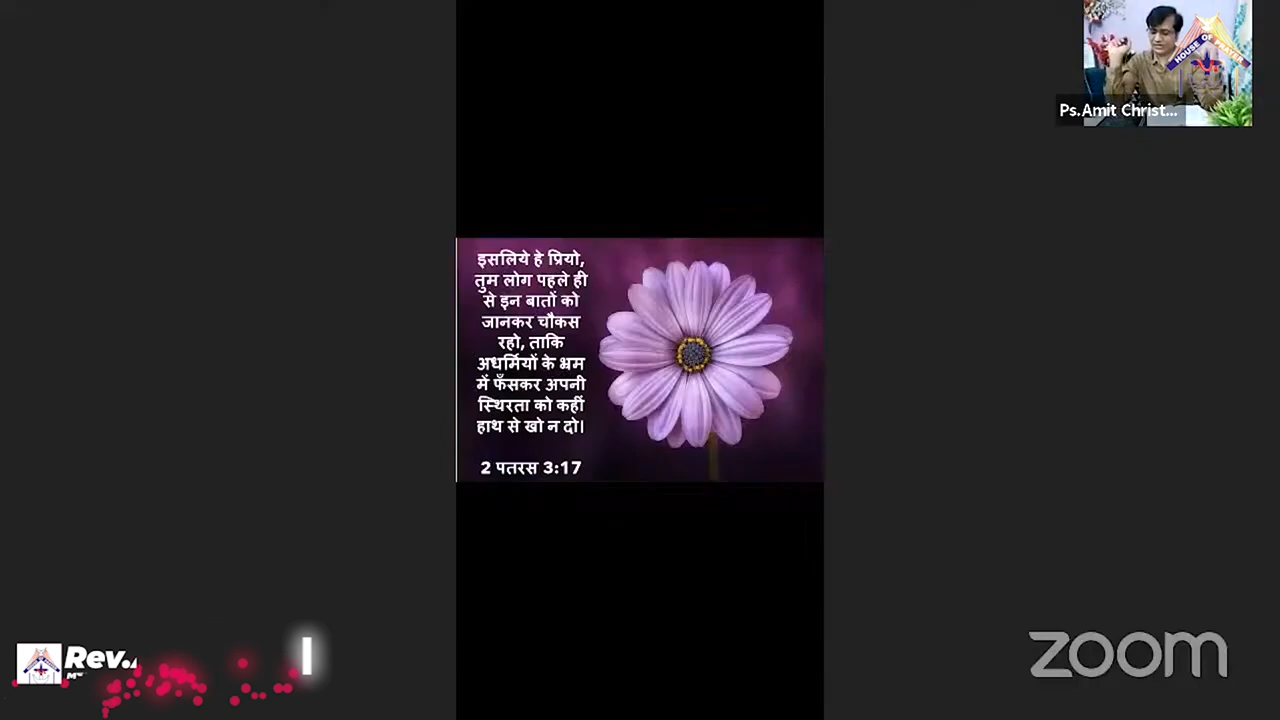 इसलिये हे प्रियो,
तुम लोग पहले ही
से इन बातों को
जानकर चौकस
रहो, ताकि
अधर्मियों के भ्रम
में फँसकर अपनी
स्थिरता को कहीं
हाथ से खो न दो।
2 पतरस 3:17
HOUSE OF PRAYER
Ps.Amit Christ...
Rev.
zoom